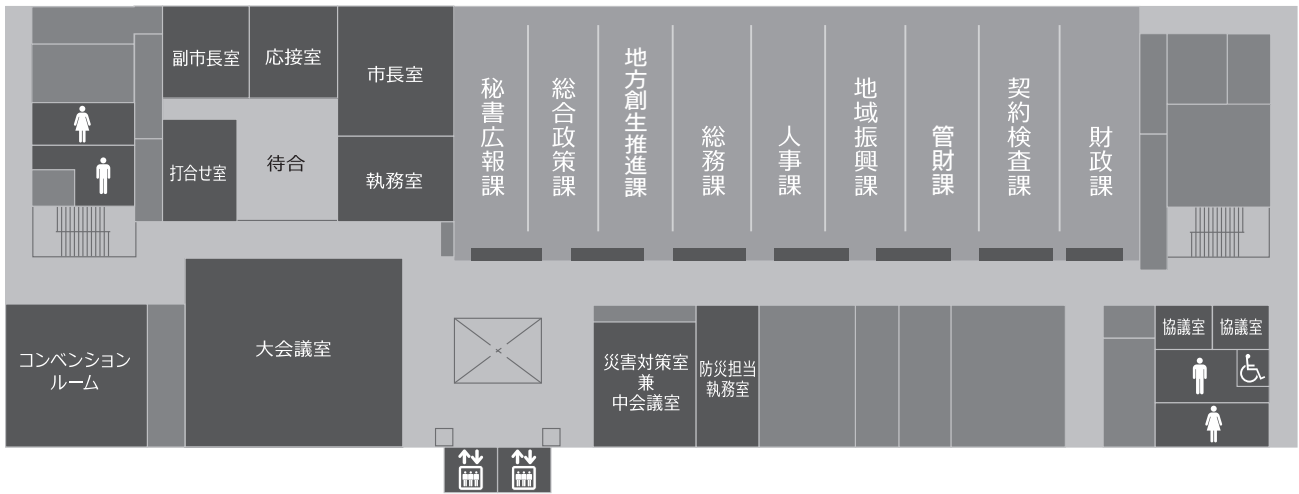 副市長室
応接室
市長室
打合せ室
待合
執務室
秘書広報課
総合政策課
地方創生推進課
総務課
人事課
地域振興課
管財課
契約検査課
財政課
コンベンション
ルーム
大会議室
災害対策室
兼
中会議室
防災担当
執務室
協議室
協議室